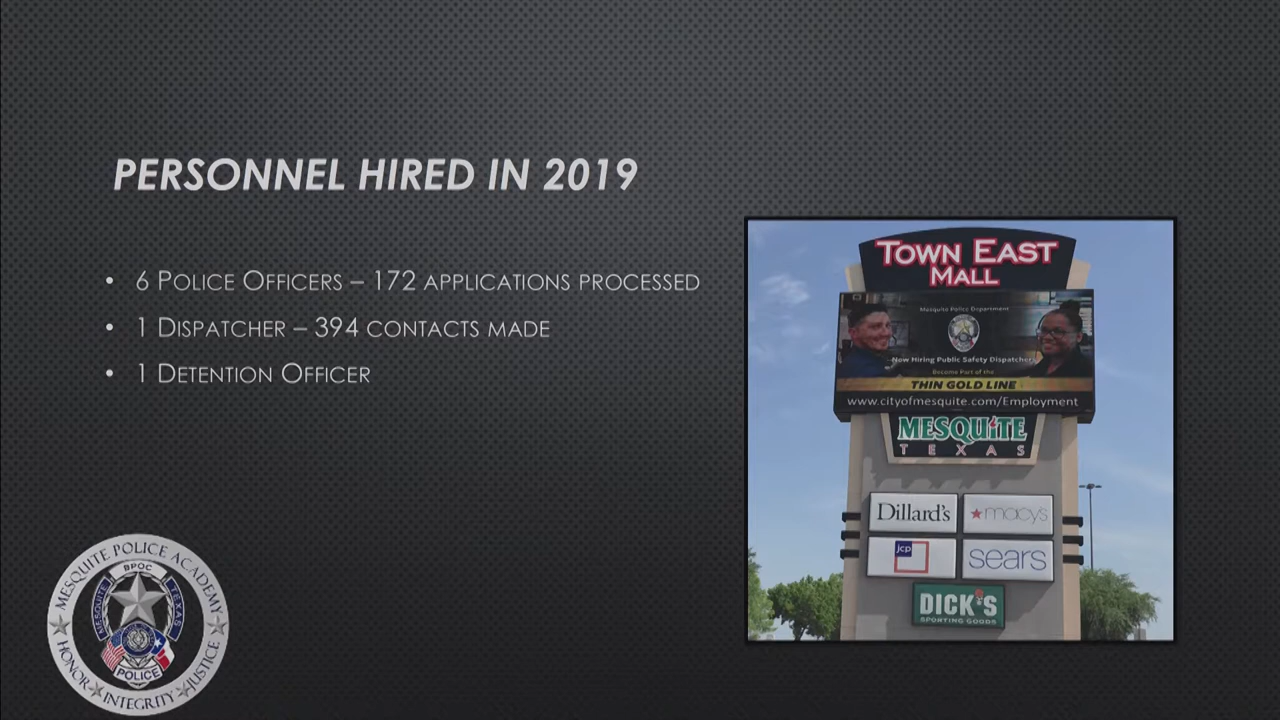 PERSONNEL HIRED IN 2019
• 6 POLICE OFFICERS – 172 APPLICATIONS PROCESSED
• 1 DISPATCHER – 394 CONTACTS MADE
• 1 DETENTION OFFICER
TOWN EAST
MALL
Mesquite Police Department
Now Hiring Public Safety Dispatchers
Become Part of the
THIN GOLD LINE
www.cityofmesquite.com/Employment
MESQUITE
TEXAS
Dillard's
macy's
jcp
sears
DICK'S
SPORTING GOODS
MESQUITE POLICE ACADEMY
BPOC
MESQUITE
TEXAS
POLICE
HONOR INTEGRITY JUSTICE